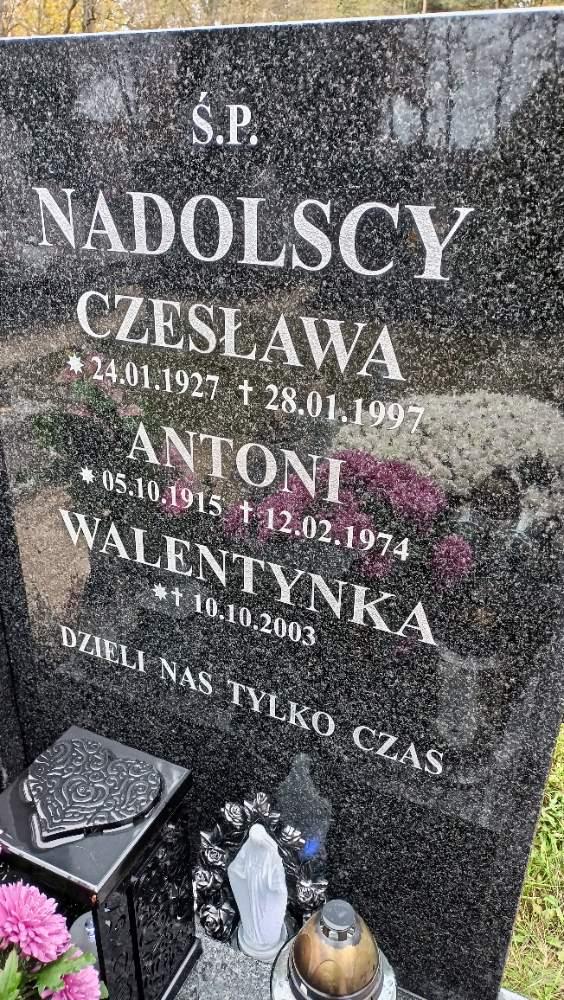 Ś.P.
NADOLSCY
CZESŁAWA
* 24.01.1927 † 28.01.1997
ANTONI
* 05.10.1915 † 12.02.1974
WALENTYNKA
*† 10.10.2003
DZIELI NAS TYLKO CZAS